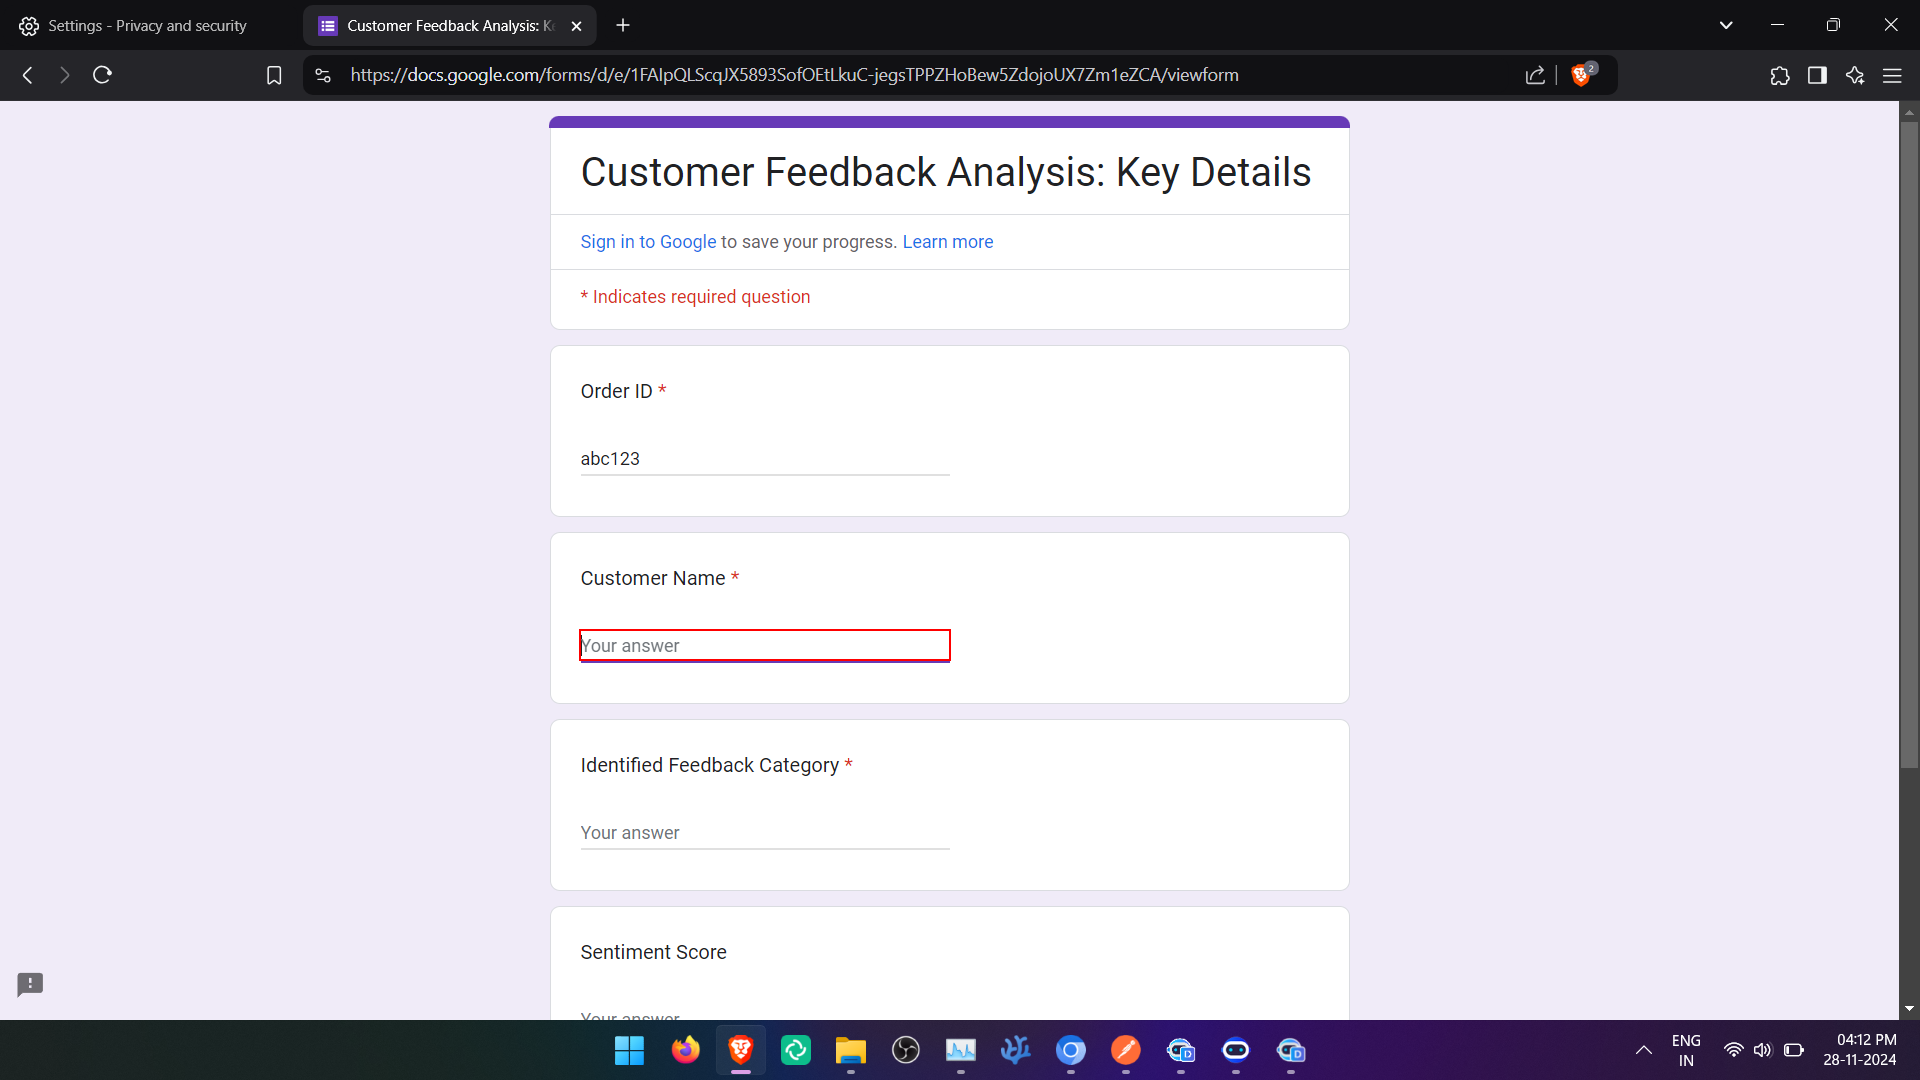 Settings - Privacy and security
Customer Feedback Analysis:
https://docs.google.com/forms/d/e/1FAIpQLScqJX5893SofOEtLkuC-jegsTPPZHoBew5ZdojoUX7Zm1eZCA/viewform
2
Customer Feedback Analysis: Key Details
Sign in to Google to save your progress. Learn more
* Indicates required question
Order ID *
abc123
Customer Name *
Your answer
Identified Feedback Category *
Your answer
Sentiment Score
Your answer
ENG
IN
04:12 PM
28-11-2024